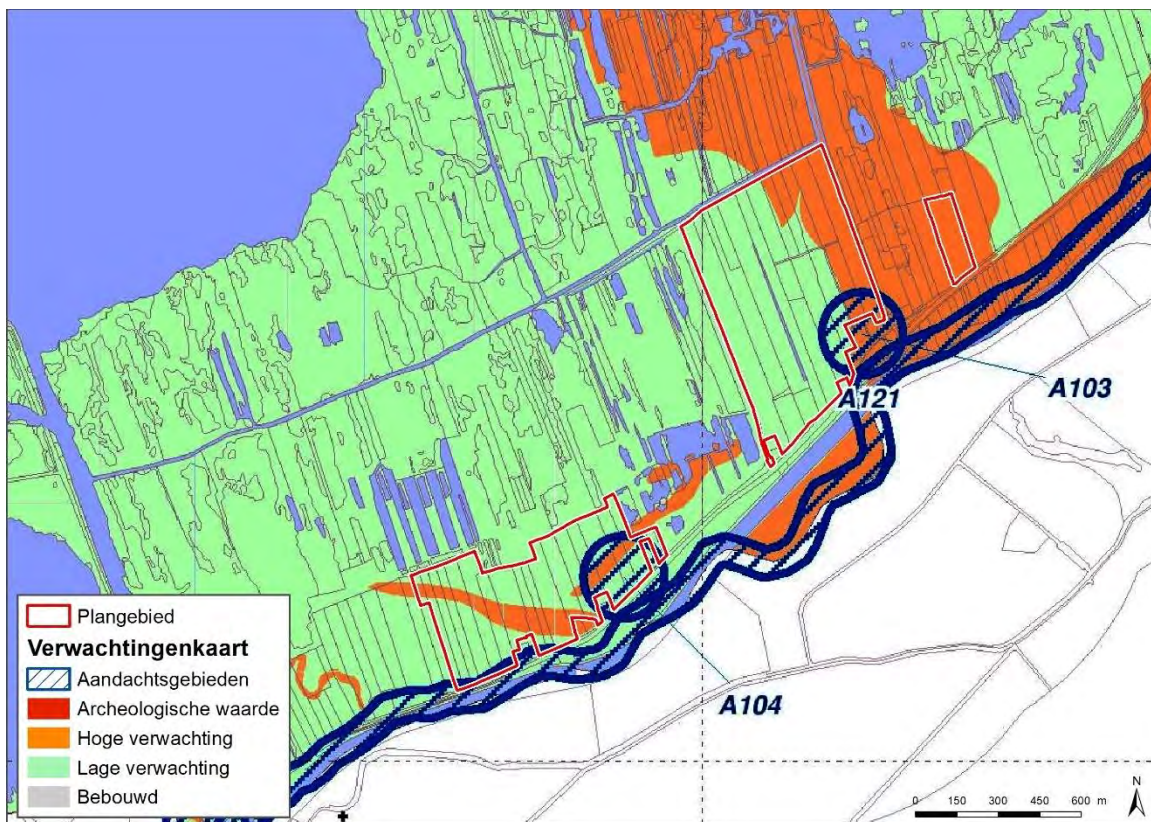 A103
A121
A104
Plangebied
Verwachtingenkaart
Aandachtsgebieden
Archeologische waarde
Hoge verwachting
Lage verwachting
Bebouwd
N
0 150 300 450 600 m